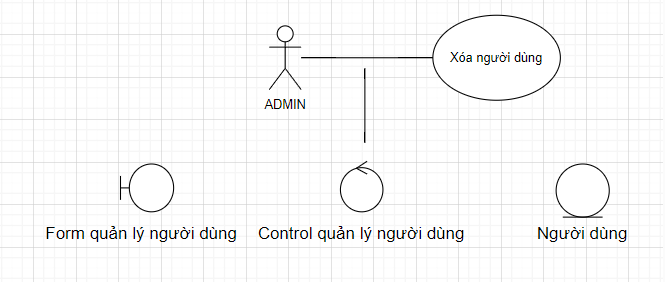 Xóa người dùng
ADMIN
Form quản lý người dùng
Control quản lý người dùng
Người dùng